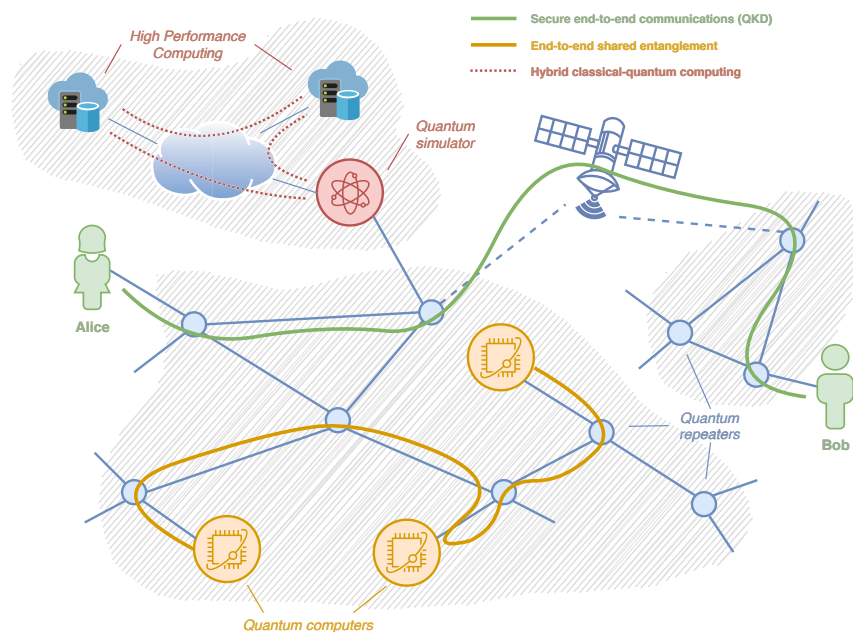 Secure end-to-end communications (QKD)
End-to-end shared entanglement
Hybrid classical-quantum computing
High Performance
Computing
Quantum
simulator
Alice
Quantum
repeaters
Bob
Quantum computers